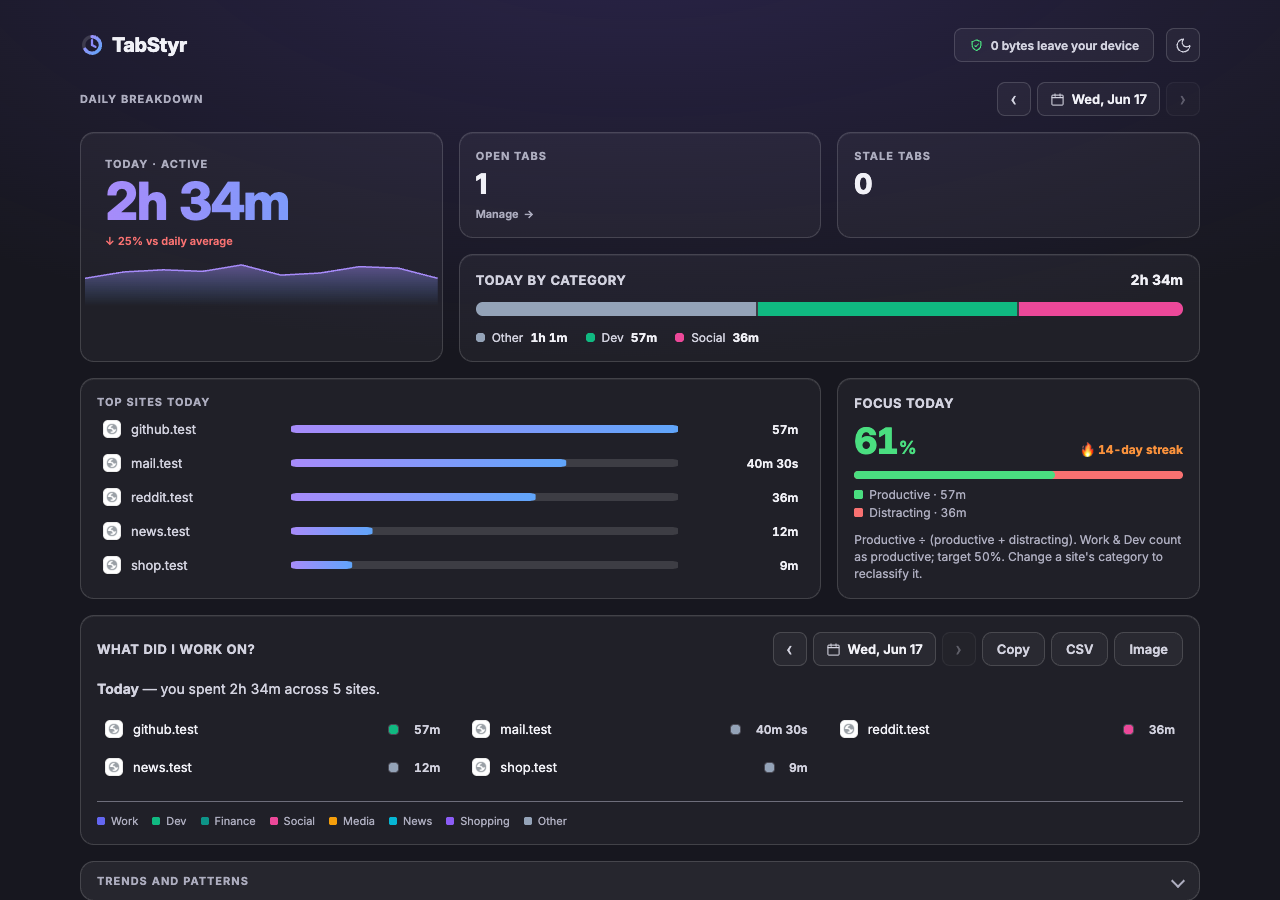 TabStyr
0 bytes leave your device
DAILY BREAKDOWN
‹ Wed, Jun 17 ›
TODAY · ACTIVE
2h 34m
↓ 25% vs daily average
OPEN TABS
1
Manage →
STALE TABS
0
TODAY BY CATEGORY 2h 34m
Other 1h 1m Dev 57m Social 36m
TOP SITES TODAY
github.test 57m
mail.test 40m 30s
reddit.test 36m
news.test 12m
shop.test 9m
FOCUS TODAY
61% 🔥 14-day streak
Productive · 57m
Distracting · 36m
Productive ÷ (productive + distracting). Work & Dev count
as productive; target 50%. Change a site's category to
reclassify it.
WHAT DID I WORK ON? ‹ Wed, Jun 17 › Copy CSV Image
Today — you spent 2h 34m across 5 sites.
github.test 57m mail.test 40m 30s reddit.test 36m
news.test 12m shop.test 9m
Work Dev Finance Social Media News Shopping Other
TRENDS AND PATTERNS